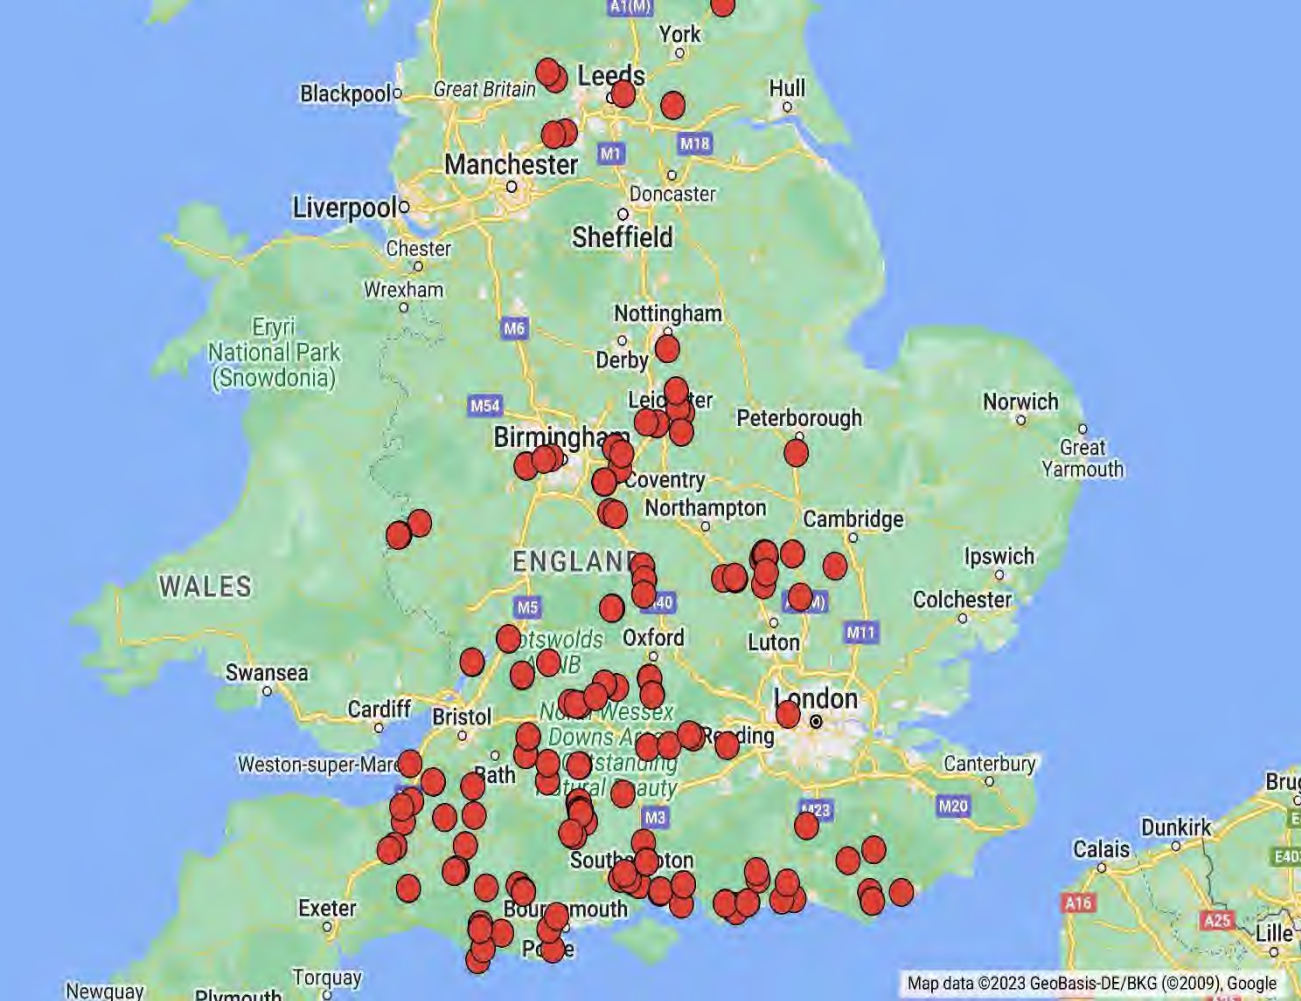 A1(M)
York
Leeds
Blackpool
Great Britain
Hull
M1
M18
Manchester
Doncaster
Liverpool
Sheffield
Chester
Wrexham
Nottingham
Eryri
National Park
(Snowdonia)
M6
Derby
M54
Norwich
Peterborough
Birmingham
Great
Yarmouth
Coventry
Northampton
Cambridge
ENGLAND
Ipswich
WALES
M5
Colchester
Oxford
Luton
M11
Swansea
London
Cardiff
Bristol
Wessex
Downs
Weston-super-Mare
Bath
Canterbury
M3
M23
M20
Dunkirk
Calais
Exeter
A16
A25
Lille
Torquay
Newquay
Plymouth
Map data ©2023 GeoBasis-DE/BKG (©2009), Google